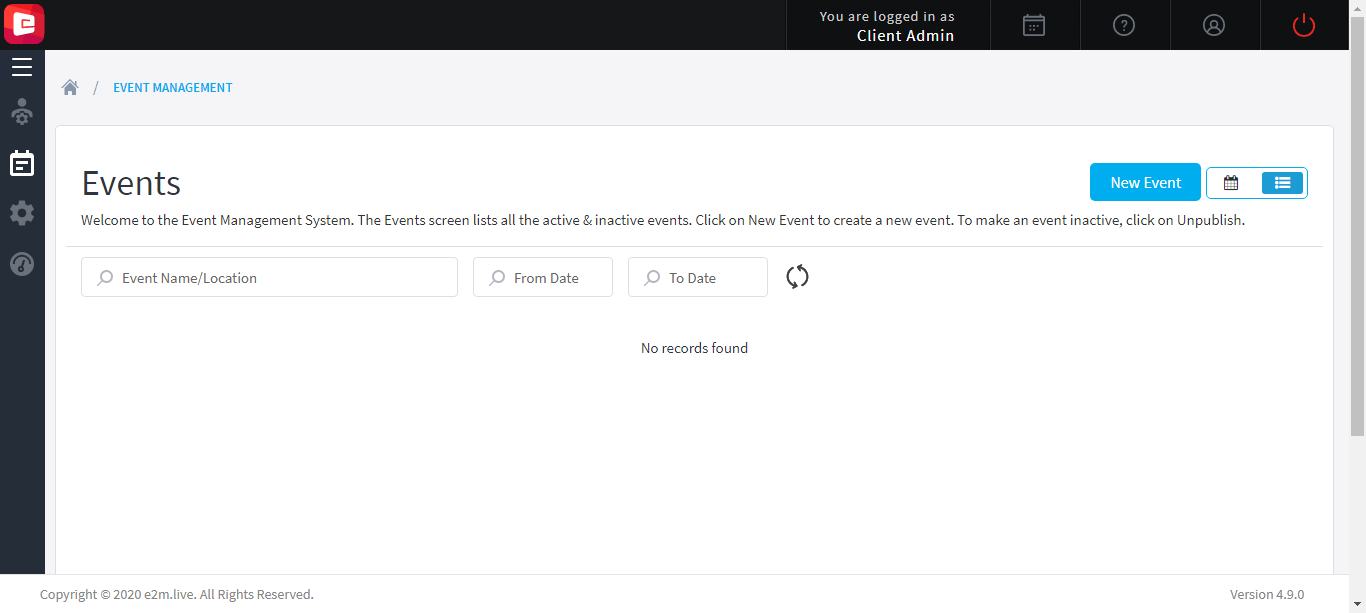 You are logged in as
Client Admin
/ EVENT MANAGEMENT
Events
New Event
Welcome to the Event Management System. The Events screen lists all the active & inactive events. Click on New Event to create a new event. To make an event inactive, click on Unpublish.
Event Name/Location
From Date
To Date
No records found
Copyright © 2020 e2m.live. All Rights Reserved.
Version 4.9.0